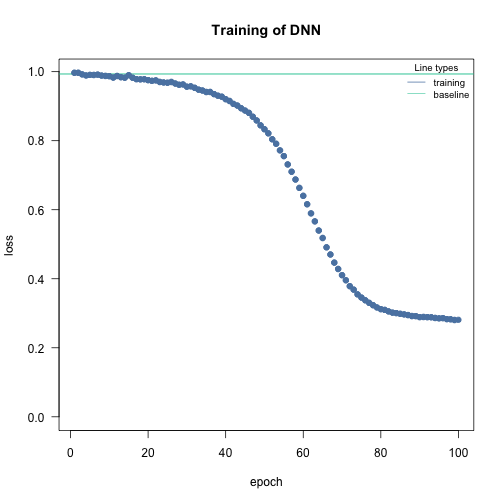 Training of DNN
Line types
training
baseline
1.0
0.8
0.6
0.4
0.2
0.0
loss
0 20 40 60 80 100
epoch